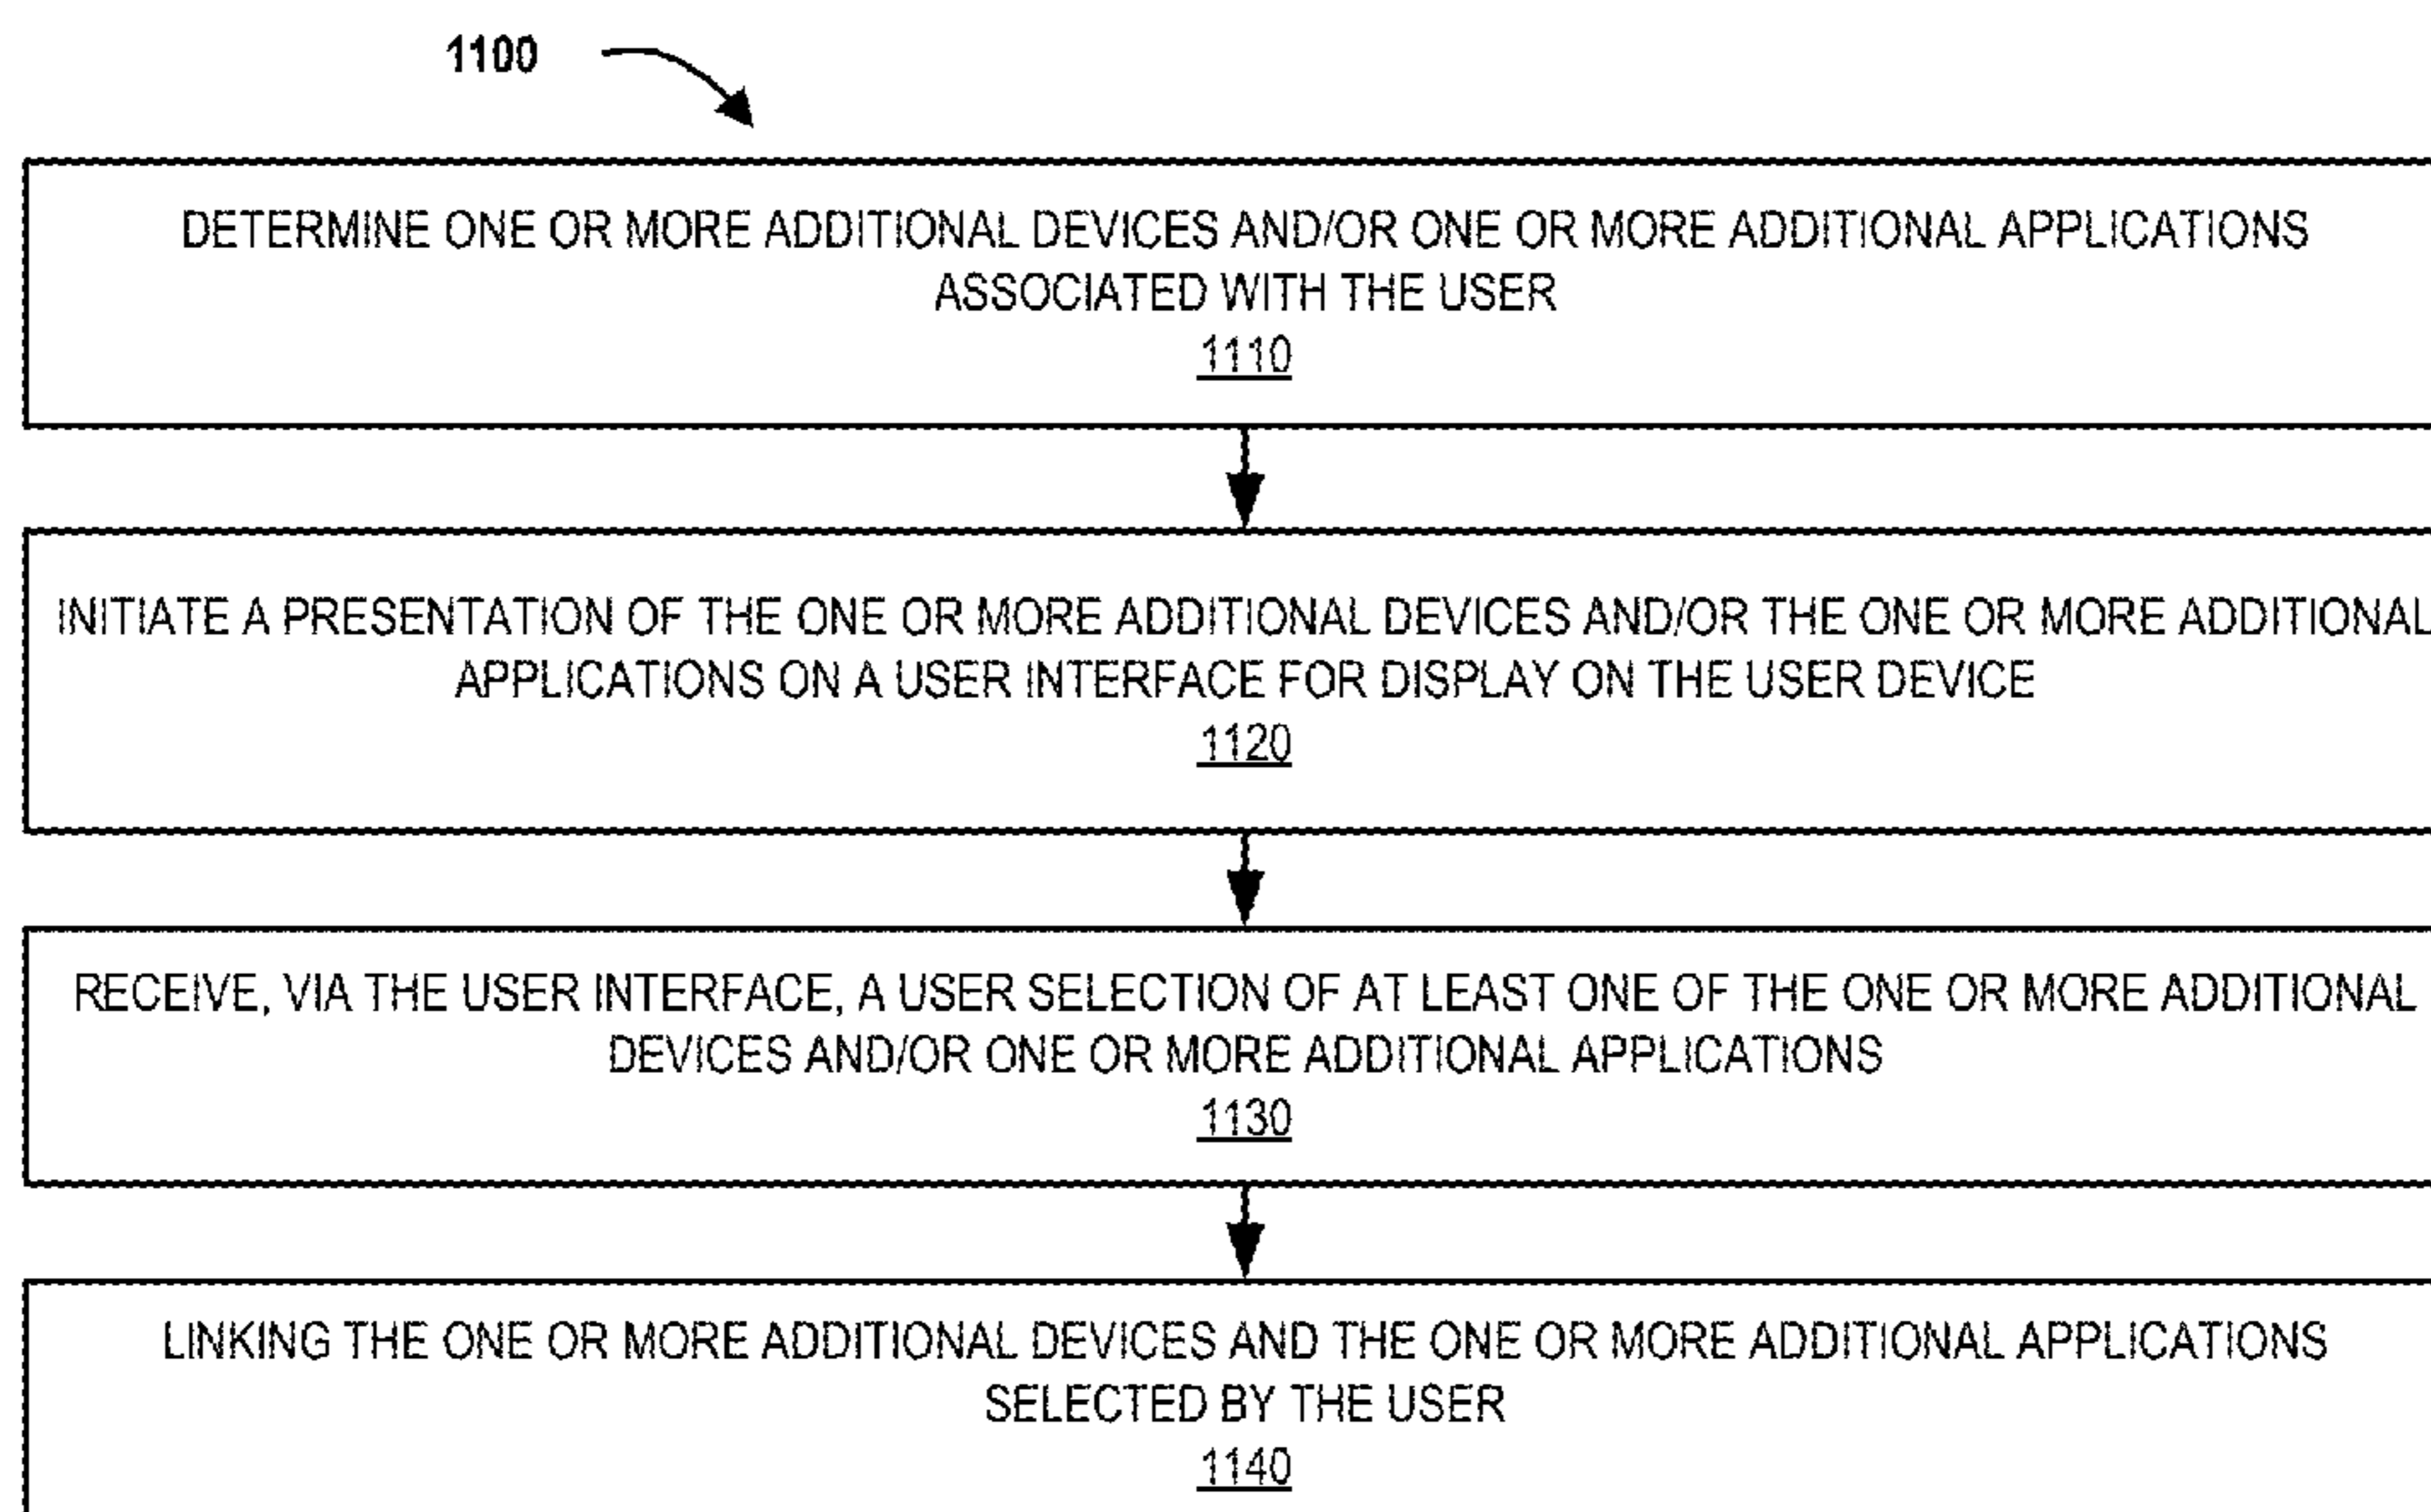 1100
DETERMINE ONE OR MORE ADDITIONAL DEVICES AND/OR ONE OR MORE ADDITIONAL APPLICATIONS
ASSOCIATED WITH THE USER
1110
INITIATE A PRESENTATION OF THE ONE OR MORE ADDITIONAL DEVICES AND/OR THE ONE OR MORE ADDITIONAL
APPLICATIONS ON A USER INTERFACE FOR DISPLAY ON THE USER DEVICE
1120
RECEIVE, VIA THE USER INTERFACE, A USER SELECTION OF AT LEAST ONE OF THE ONE OR MORE ADDITIONAL
DEVICES AND/OR ONE OR MORE ADDITIONAL APPLICATIONS
1130
LINKING THE ONE OR MORE ADDITIONAL DEVICES AND THE ONE OR MORE ADDITIONAL APPLICATIONS
SELECTED BY THE USER
1140